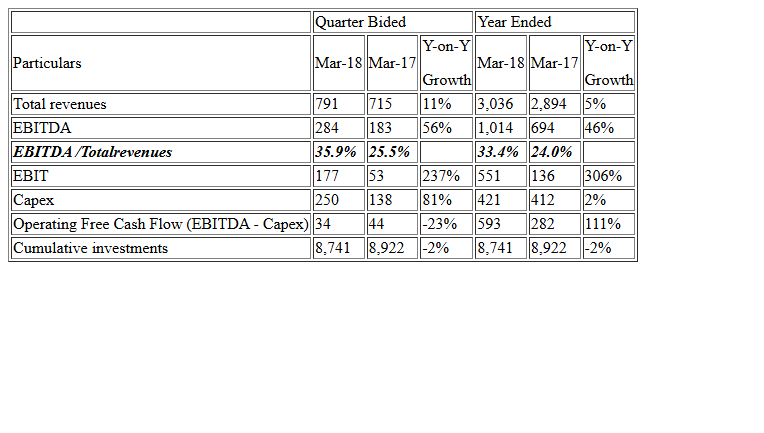 Quarter Bided Year Ended
Particulars Mar-18 Mar-17 Y-on-Y Growth Mar-18 Mar-17 Y-on-Y Growth
Total revenues 791 715 11% 3,036 2,894 5%
EBITDA 284 183 56% 1,014 694 46%
EBITDA /Totalrevenues 35.9% 25.5% 33.4% 24.0%
EBIT 177 53 237% 551 136 306%
Capex 250 138 81% 421 412 2%
Operating Free Cash Flow (EBITDA - Capex) 34 44 -23% 593 282 111%
Cumulative investments 8,741 8,922 -2% 8,741 8,922 -2%